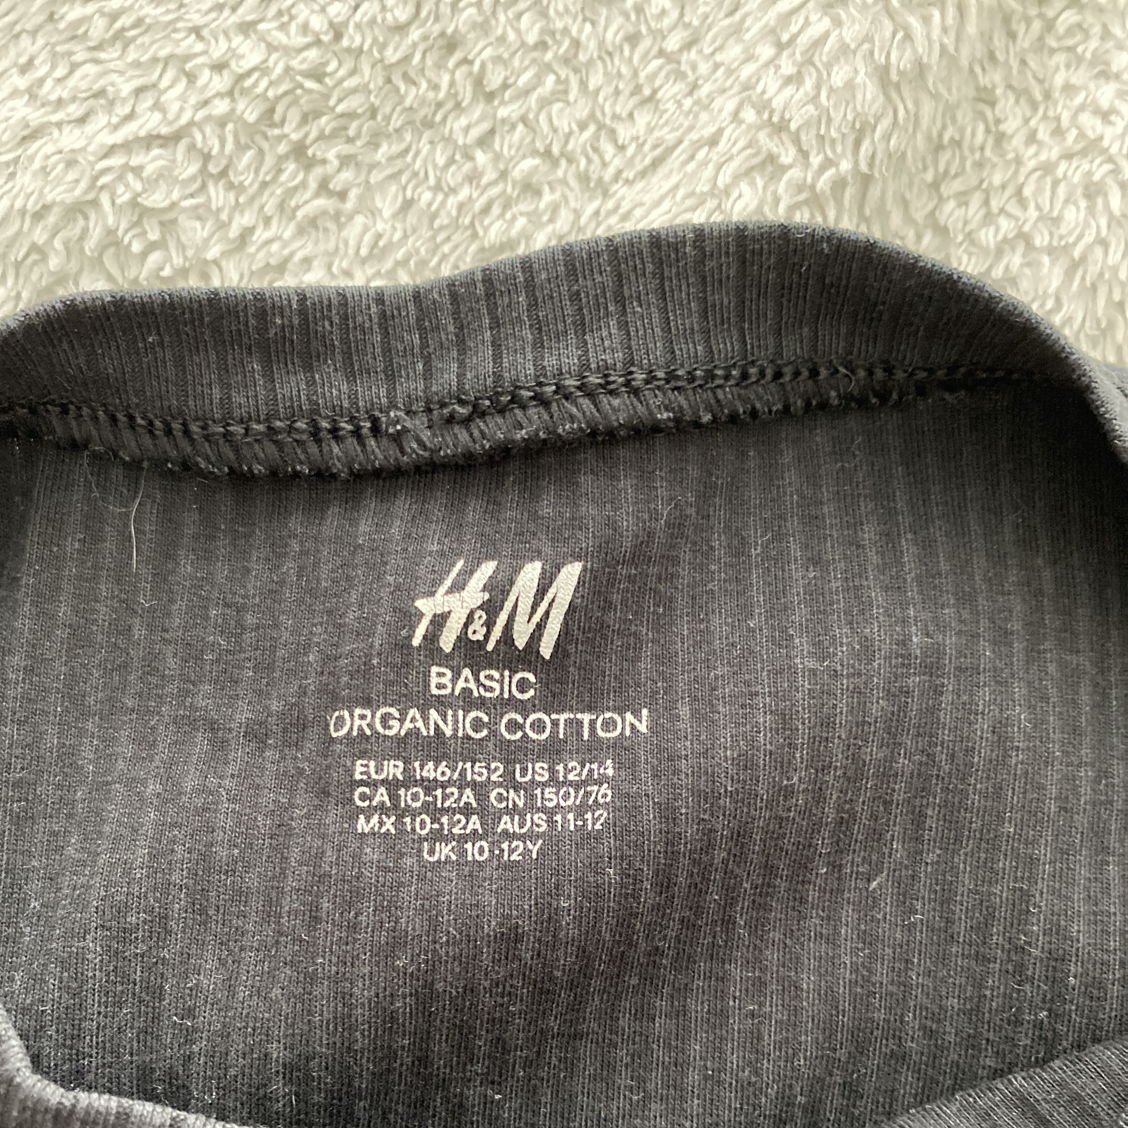 H&M
BASIC
ORGANIC COTTON
EUR 146/152 US 12/14
CA 10-12A CN 150/76
MX 10-12A AUS 11-12
UK 10-12Y